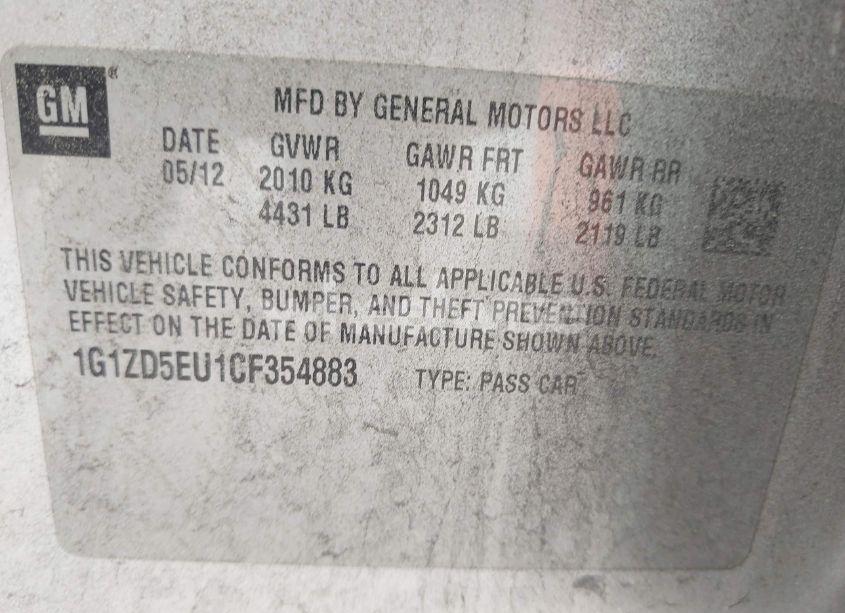 GM
MFD BY GENERAL MOTORS LLC
DATE GVWR GAWR FRT GAWR RR
05/12 2010 KG 1049 KG 961 KG
4431 LB 2312 LB 2119 LB
THIS VEHICLE CONFORMS TO ALL APPLICABLE U.S. FEDERAL MOTOR
VEHICLE SAFETY, BUMPER, AND THEFT PREVENTION STANDARDS IN
EFFECT ON THE DATE OF MANUFACTURE SHOWN ABOVE.
1G1ZD5EU1CF354883 TYPE: PASS CAR